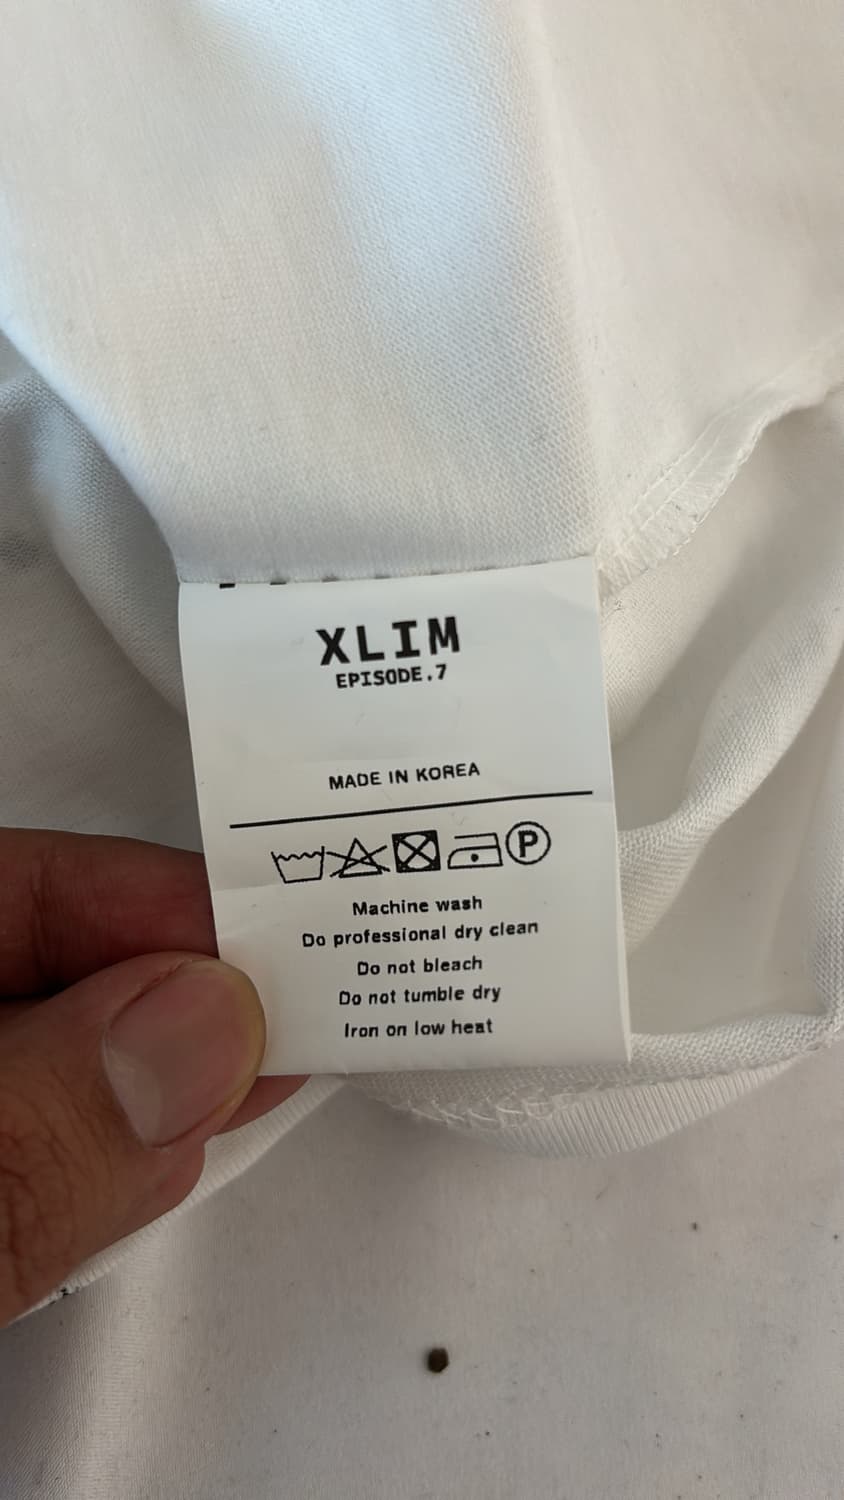 XLIM
EPISODE.7
MADE IN KOREA
P
Machine wash
Do professional dry clean
Do not bleach
Do not tumble dry
Iron on low heat